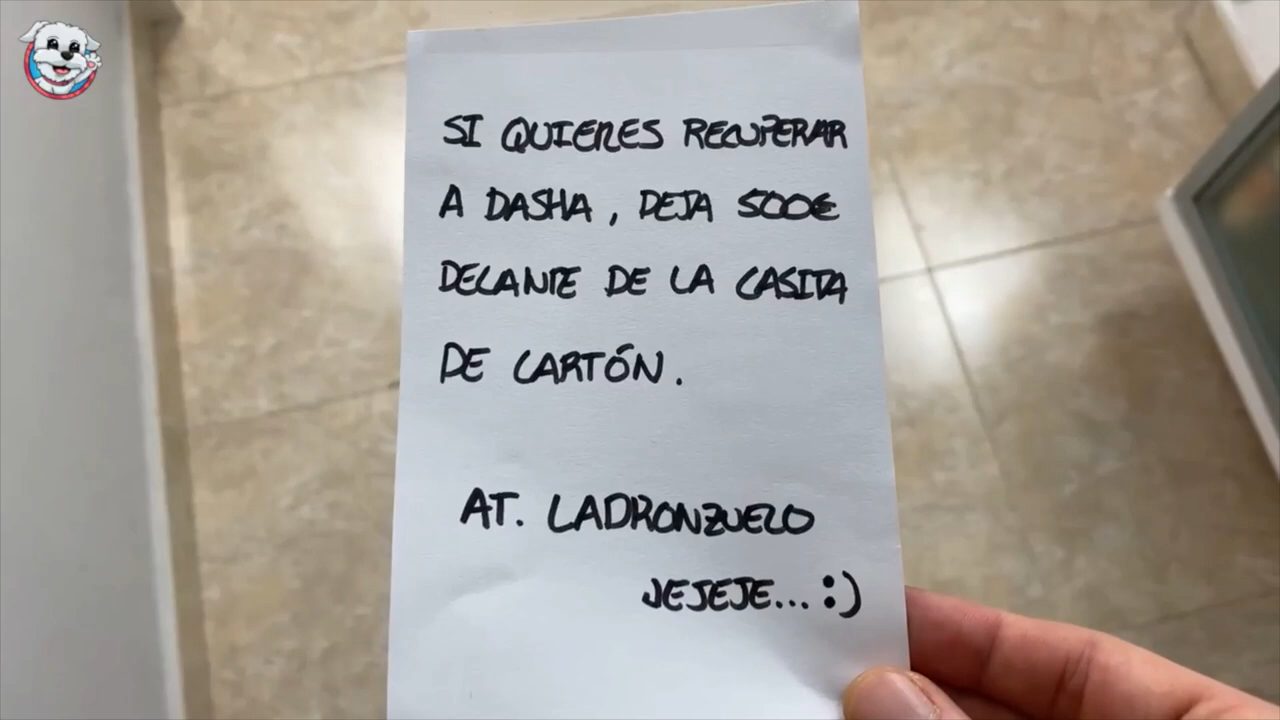 SI QUIERES RECUPERAR
A DASHA, DEJA 500€
DELANTE DE LA CASITA
DE CARTÓN.
AT. LADRONZUELO
JEJEJE... :)